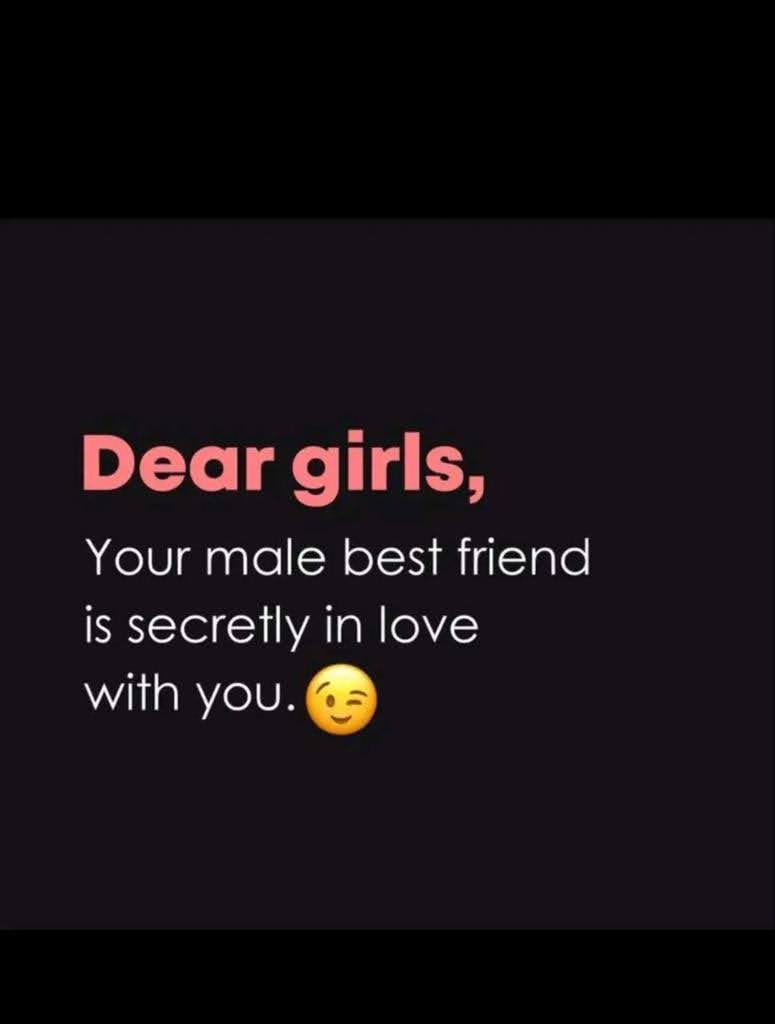 Dear girls,
Your male best friend
is secretly in love
with you.😉